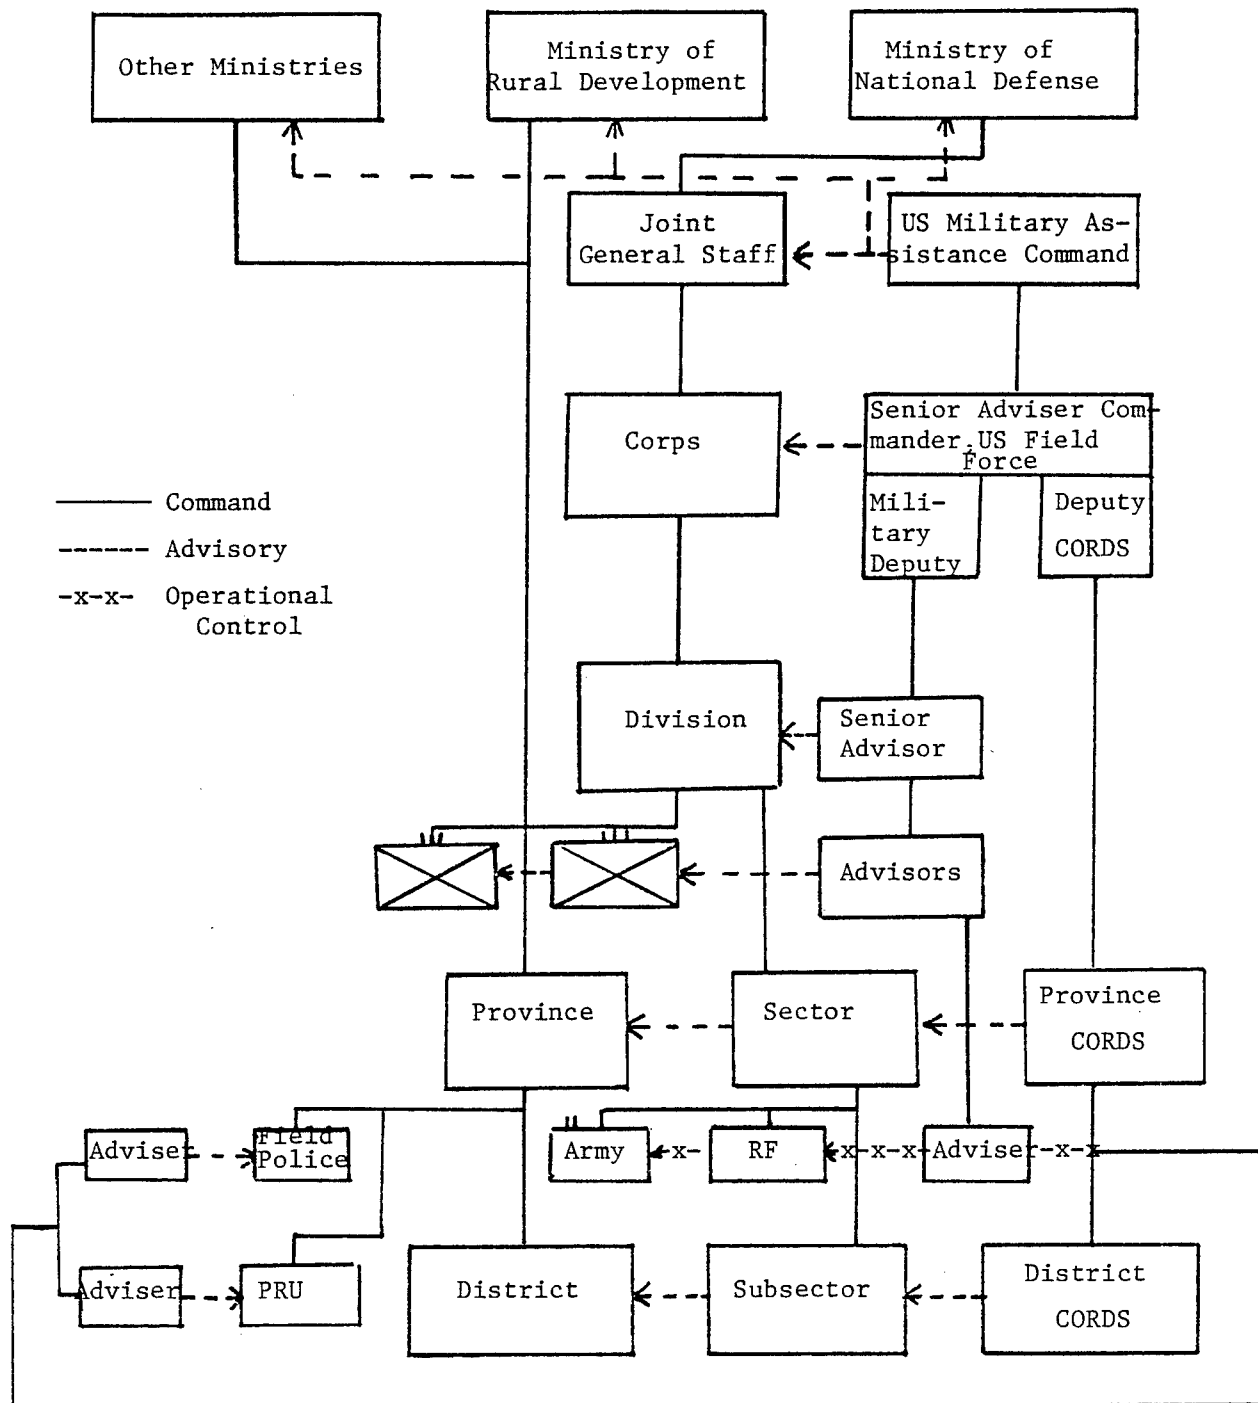 Other Ministries
Ministry of
Rural Development
Ministry of
National Defense
Joint
General Staff
US Military As-
sistance Command
Corps
Senior Adviser Com-
mander.US Field
Force
Mili-
tary
Deputy
Deputy
CORDS
Command
Advisory
-x-x- Operational
Control
Division
Senior
Advisor
Advisors
Province
Sector
Province
CORDS
Adviser
Field
Police
Army
-x-
RF
-x-x-x-
Adviser
-x-x
Adviser
PRU
District
Subsector
District
CORDS